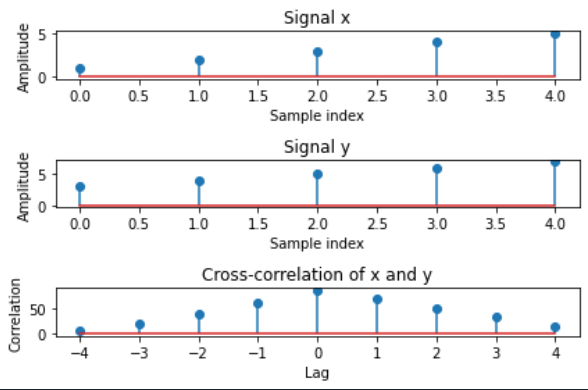 Signal x
Amplitude
5
0
0.0 0.5 1.0 1.5 2.0 2.5 3.0 3.5 4.0
Sample index
Signal y
Amplitude
5
0
0.0 0.5 1.0 1.5 2.0 2.5 3.0 3.5 4.0
Sample index
Cross-correlation of x and y
Correlation
50
0
−4 −3 −2 −1 0 1 2 3 4
Lag